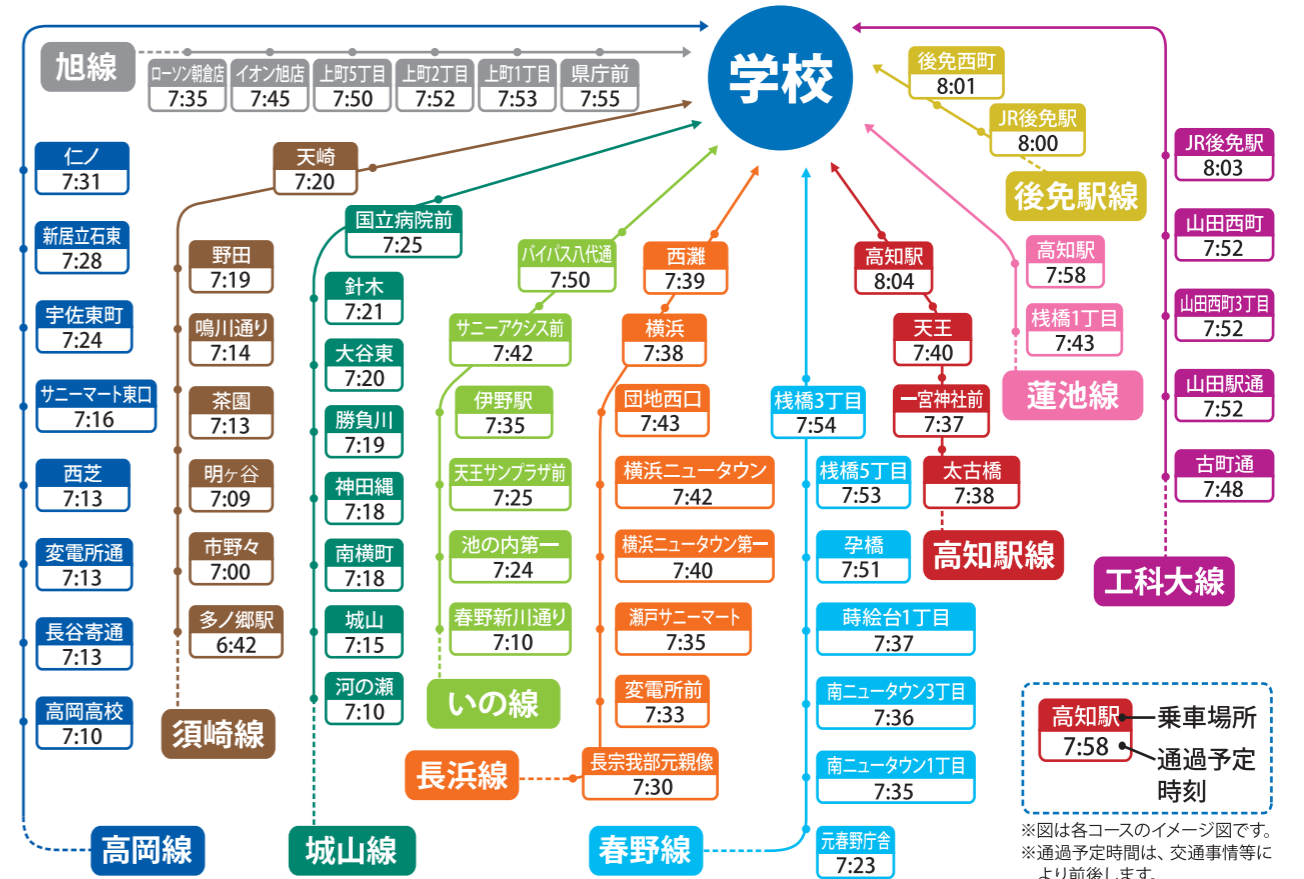 学校
旭線
ローソン朝倉店
7:35
イオン旭店
7:45
上町5丁目
7:50
上町2丁目
7:52
上町1丁目
7:53
県庁前
7:55
仁ノ
7:31
新居立石東
7:28
宇佐東町
7:24
サニーマート東口
7:16
西芝
7:13
変電所通
7:13
長谷寄通
7:13
高岡高校
7:10
高岡線
天崎
7:20
野田
7:19
鳴川通り
7:14
茶園
7:13
明ヶ谷
7:09
市野々
7:00
多ノ郷駅
6:42
須崎線
国立病院前
7:25
針木
7:21
大谷東
7:20
勝負川
7:19
神田縄
7:18
南横町
7:18
城山
7:15
河の瀬
7:10
城山線
バイパス八代通
7:50
サニーアクシス前
7:42
伊野駅
7:35
天王サンプラザ前
7:25
池の内第一
7:24
春野新川通り
7:10
いの線
西灘
7:39
横浜
7:38
団地西口
7:43
横浜ニュータウン
7:42
横浜ニュータウン第一
7:40
瀬戸サニーマート
7:35
変電所前
7:33
長宗我部元親像
7:30
長浜線
桟橋3丁目
7:54
桟橋5丁目
7:53
孕橋
7:51
蒔絵台1丁目
7:37
南ニュータウン3丁目
7:36
南ニュータウン1丁目
7:35
元春野庁舎
7:23
春野線
高知駅
8:04
天王
7:40
一宮神社前
7:37
太古橋
7:38
高知駅線
高知駅
7:58
桟橋1丁目
7:43
蓮池線
後免西町
8:01
JR後免駅
8:00
後免駅線
JR後免駅
8:03
山田西町
7:52
山田西町3丁目
7:52
山田駅通
7:52
古町通
7:48
工科大線
高知駅
乗車場所
7:58
通過予定
時刻
※図は各コースのイメージ図です。
※通過予定時間は、交通事情等に
より前後します。